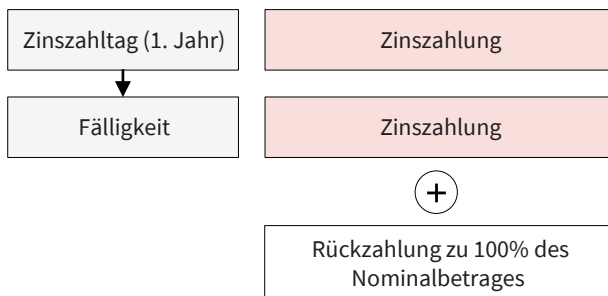 Zinszahltag (1. Jahr)
Zinszahlung
Fälligkeit
Zinszahlung
+
Rückzahlung zu 100% des
Nominalbetrages